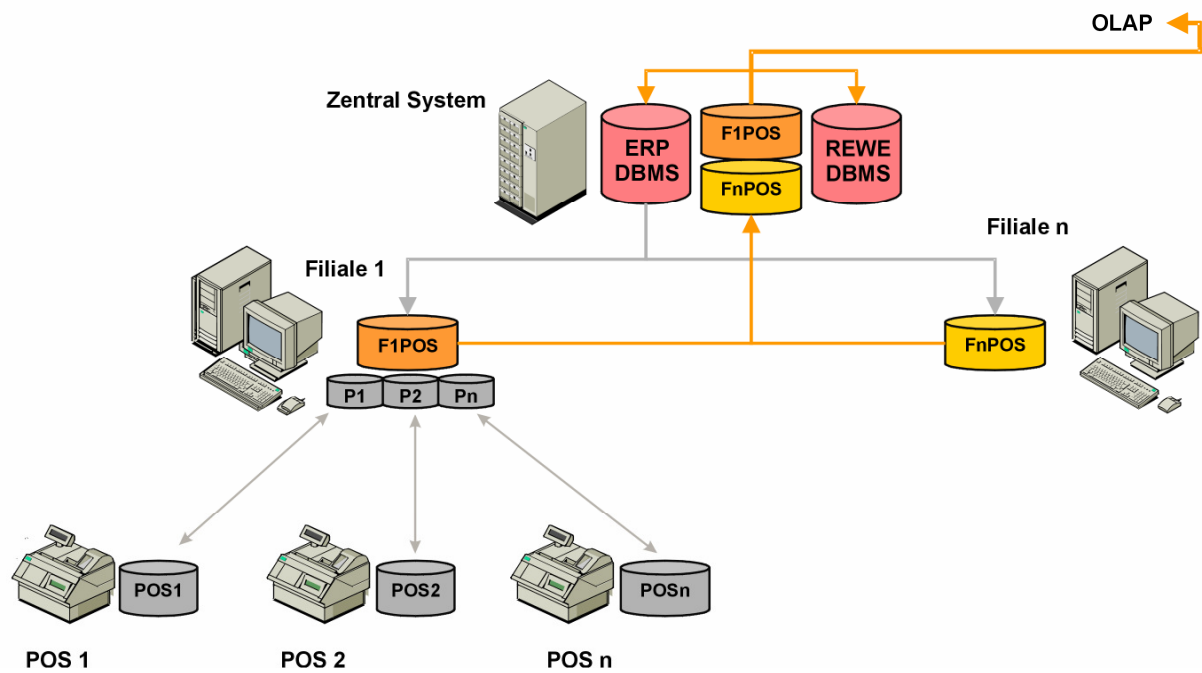 OLAP
Zentral System
ERP
DBMS
F1POS
FnPOS
REWE
DBMS
Filiale 1
Filiale n
F1POS
FnPOS
P1
P2
Pn
POS1
POS2
POSn
POS 1
POS 2
POS n